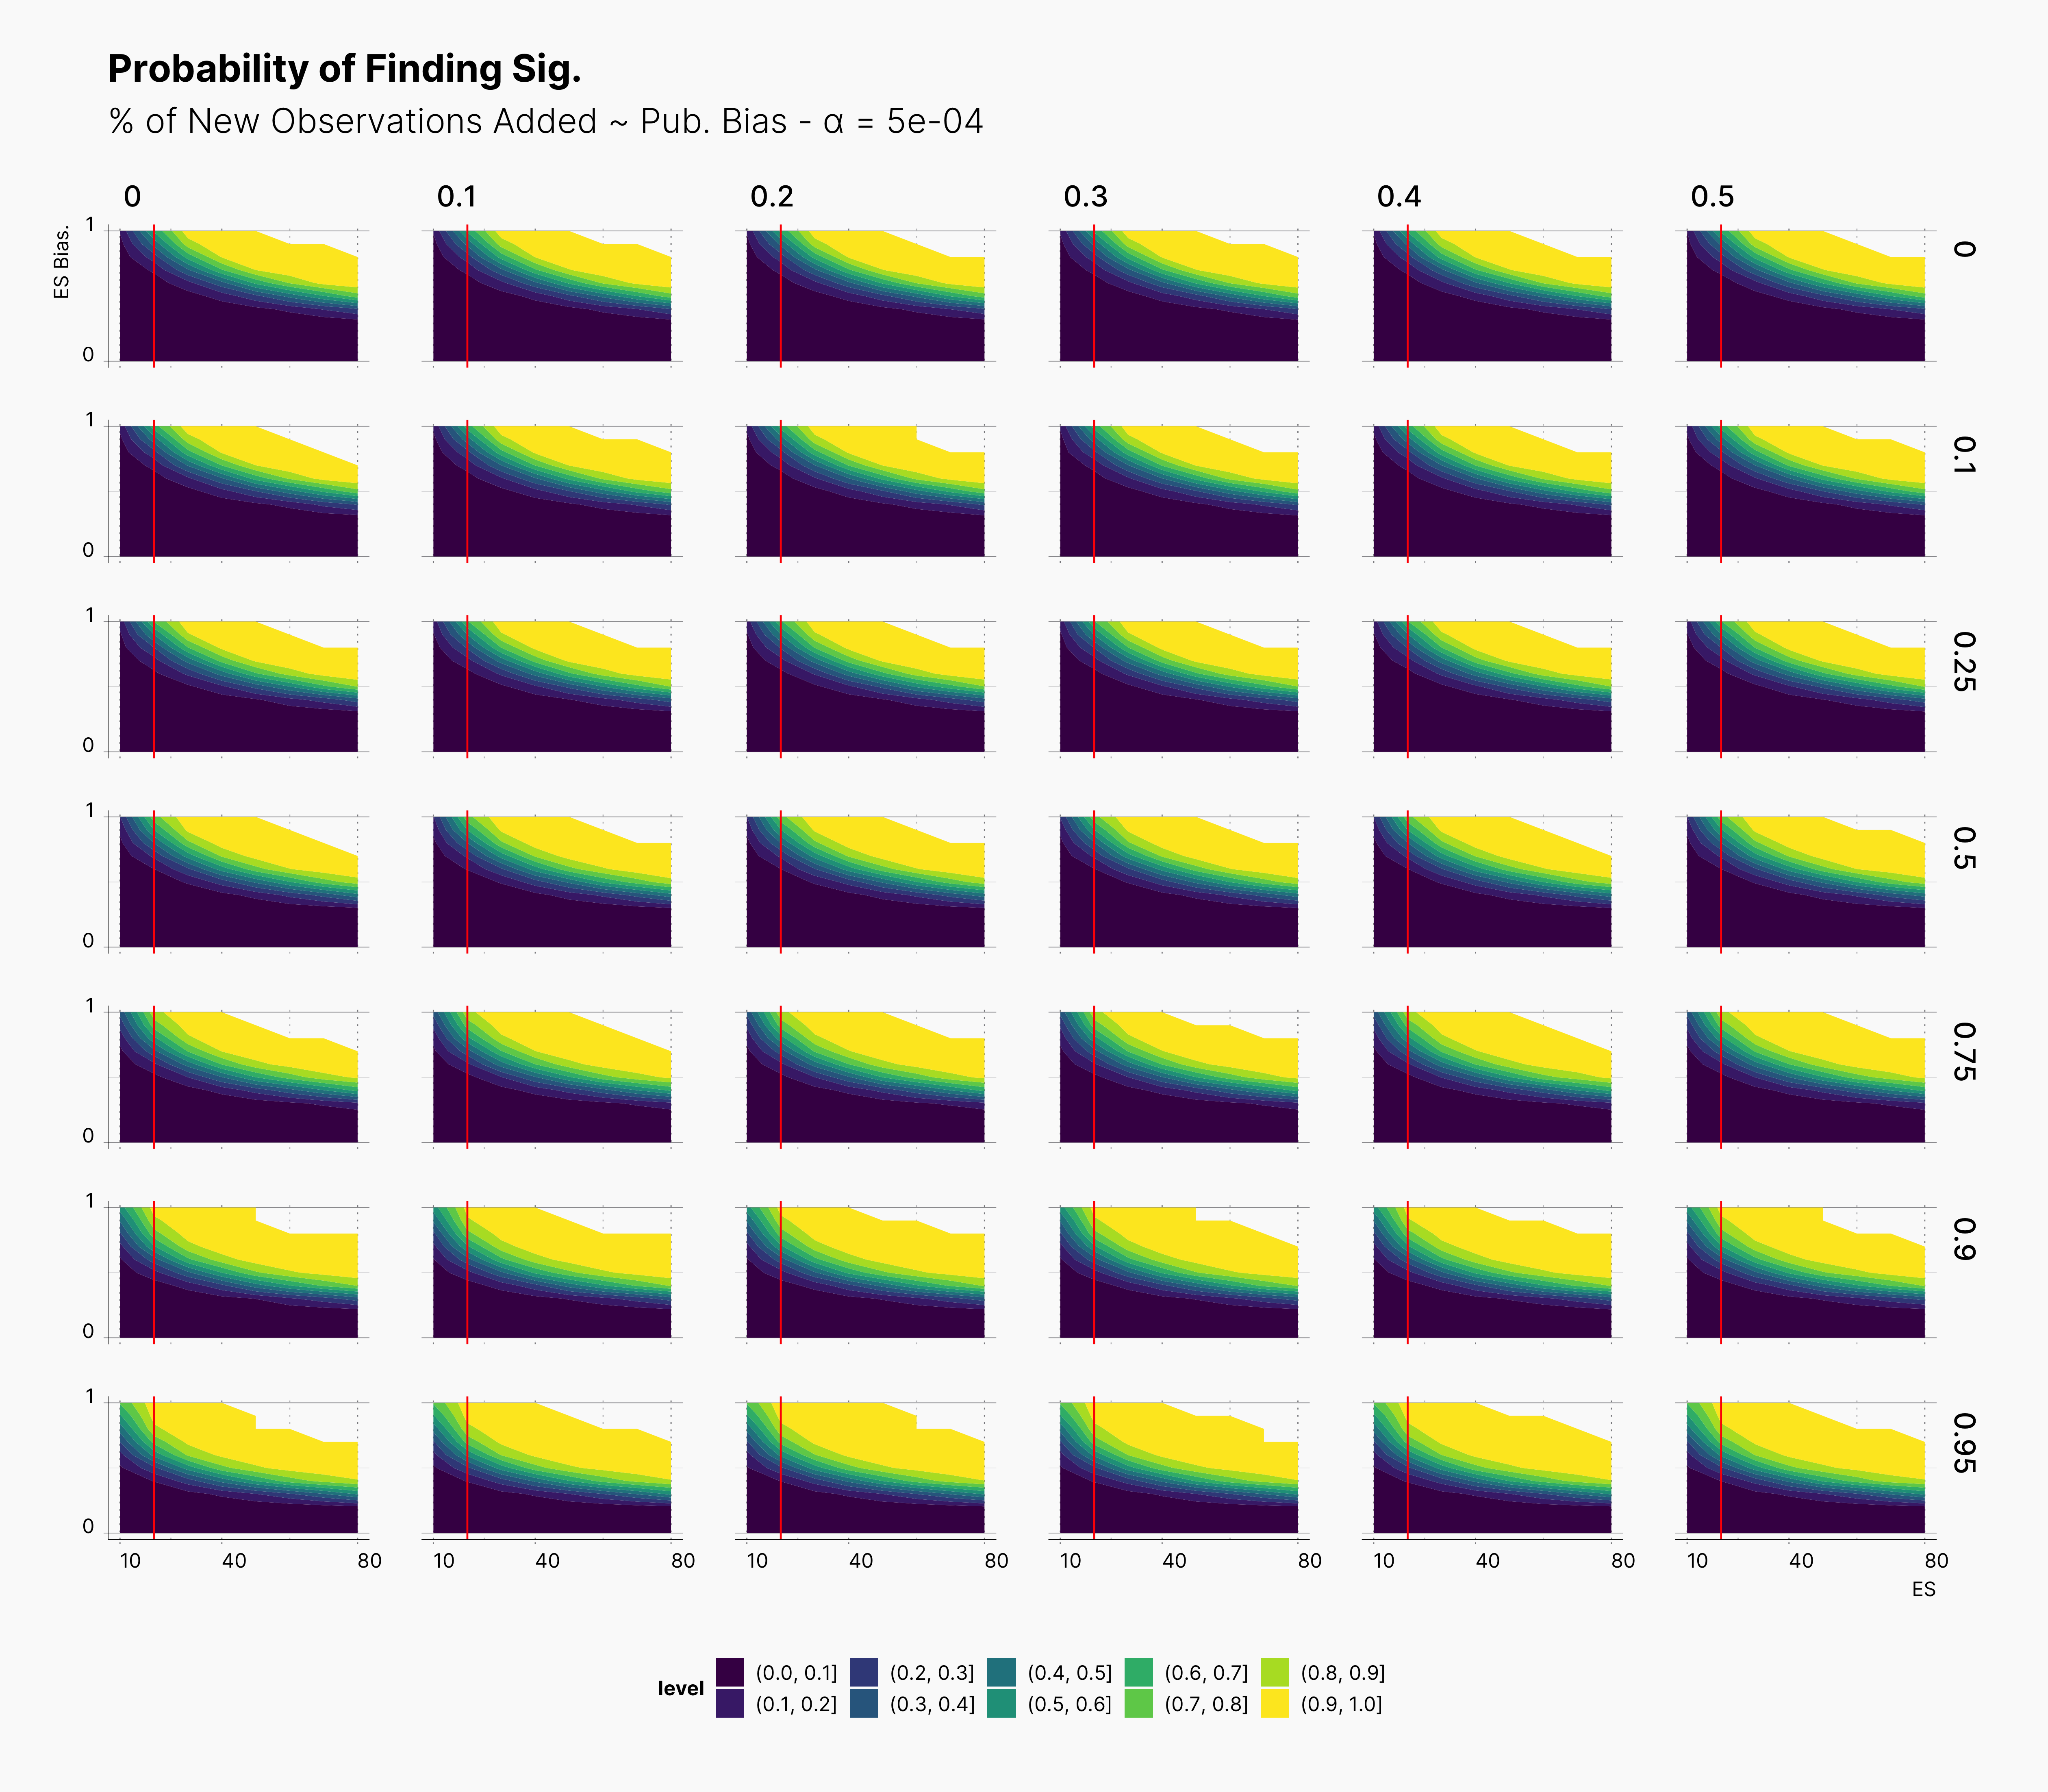 Probability of Finding Sig.
% of New Observations Added ~ Pub. Bias - α = 5e-04
0 0.1 0.2 0.3 0.4 0.5
ES Bias.
1
0
0
1
0
0.1
1
0
0.25
1
0
0.5
1
0
0.75
1
0
0.9
1
0
0.95
10 40 80 10 40 80 10 40 80 10 40 80 10 40 80 10 40 80
ES
level
(0.0, 0.1] (0.2, 0.3] (0.4, 0.5] (0.6, 0.7] (0.8, 0.9]
(0.1, 0.2] (0.3, 0.4] (0.5, 0.6] (0.7, 0.8] (0.9, 1.0]